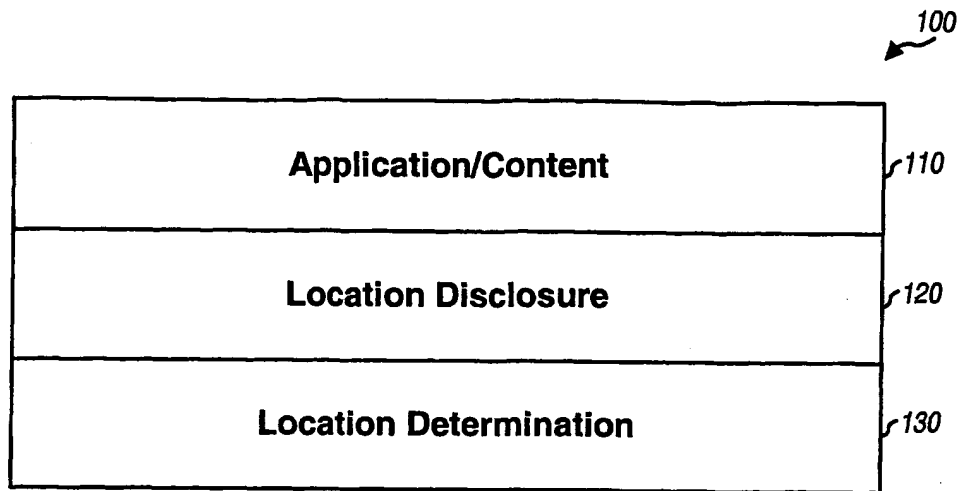 100
Application/Content
110
Location Disclosure
120
Location Determination
130